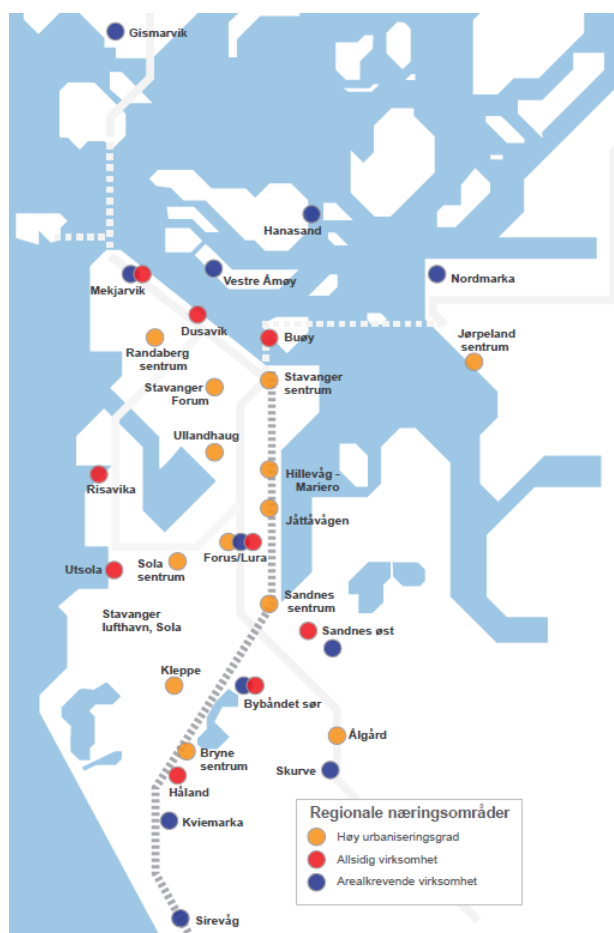 Gismarvik
Hanasand
Vestre Åmøy
Nordmarka
Mekjarvik
Dusavik
Buøy
Jørpeland
sentrum
Randaberg
sentrum
Stavanger
sentrum
Stavanger
Forum
Ullandhaug
Hillevåg -
Mariero
Risavika
Jåttåvågen
Forus/Lura
Sola
sentrum
Utsola
Sandnes
sentrum
Stavanger
lufthavn, Sola
Sandnes øst
Kleppe
Bybåndet sør
Ålgård
Bryne
sentrum
Skurve
Håland
Kviemarka
Sirevåg
Regionale næringsområder
Høy urbaniseringsgrad
Allsidig virksomhet
Arealkrevende virksomhet